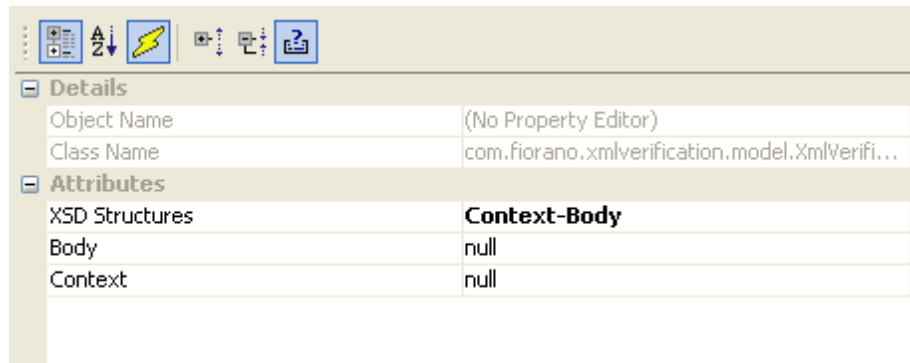 A
Z
Details
Object Name (No Property Editor)
Class Name com.fiorano.xmlverification.model.XmlVerifi...
Attributes
XSD Structures Context-Body
Body null
Context null